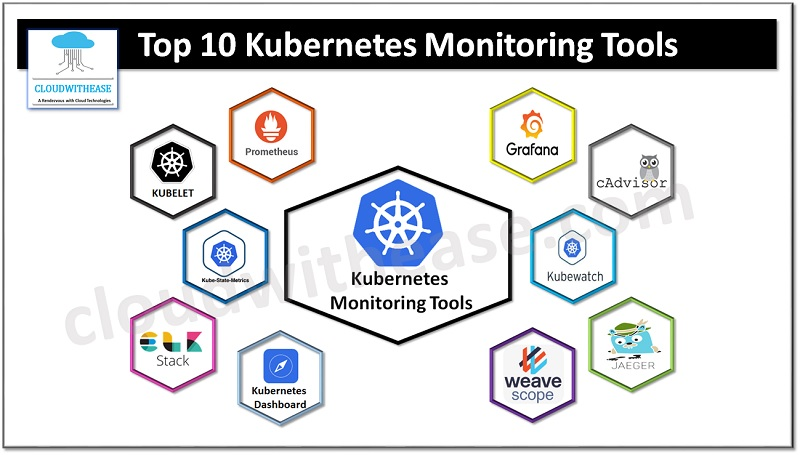 Top 10 Kubernetes Monitoring Tools
CLOUDWITHEASE
A Rendezvous with Cloud Technologies
Prometheus
KUBELET
Kube-State-Metrics
ELK
Stack
Kubernetes
Dashboard
Kubernetes
Monitoring Tools
Grafana
cAdvisor
Kubewatch
JAEGER
weave
scope
cloudwithease.com